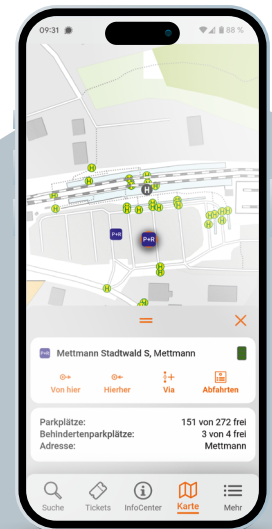 09:31 88 %
H
P+R
P+R
P+R Mettmann Stadtwald S, Mettmann
Von hier Hierher Via Abfahrten
Parkplätze: 151 von 272 frei
Behindertenparkplätze: 3 von 4 frei
Adresse: Mettmann
Suche Tickets InfoCenter Karte Mehr